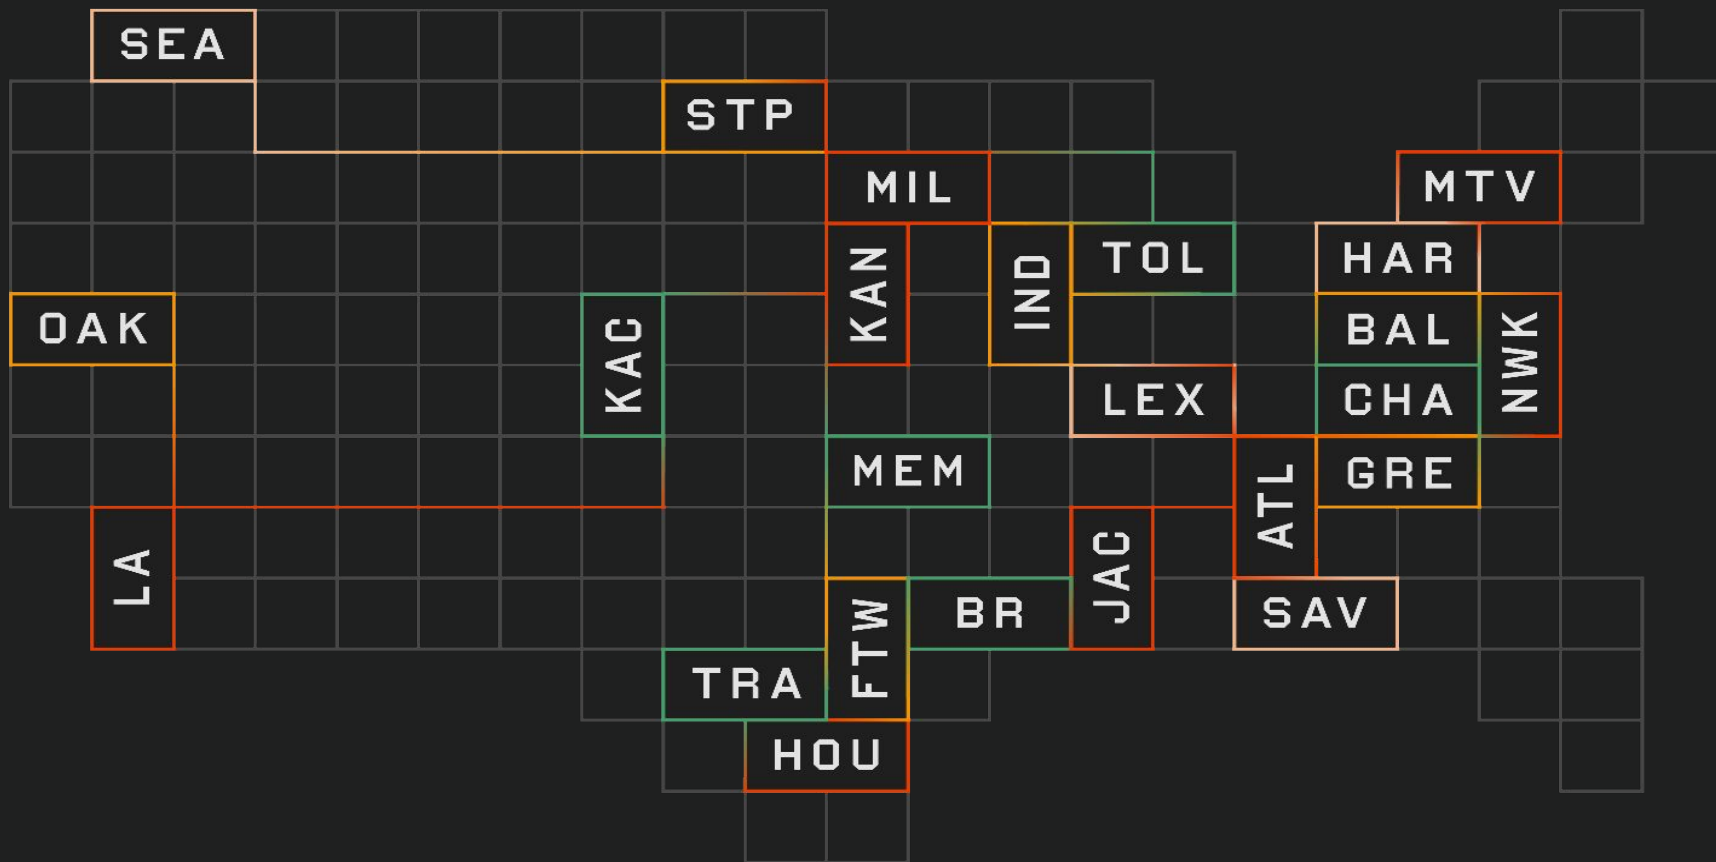 SEA
STP
MIL
MTV
KAN
IND
TOL
HAR
OAK
KAC
BAL
NWK
LEX
CHA
MEM
ATL
GRE
LA
JAC
FTW
BR
SAV
TRA
HOU